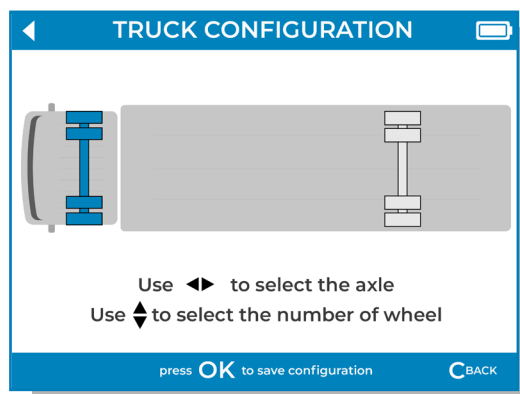 TRUCK CONFIGURATION
Use ◀▶ to select the axle
Use ▲▼ to select the number of wheel
press OK to save configuration
CBACK